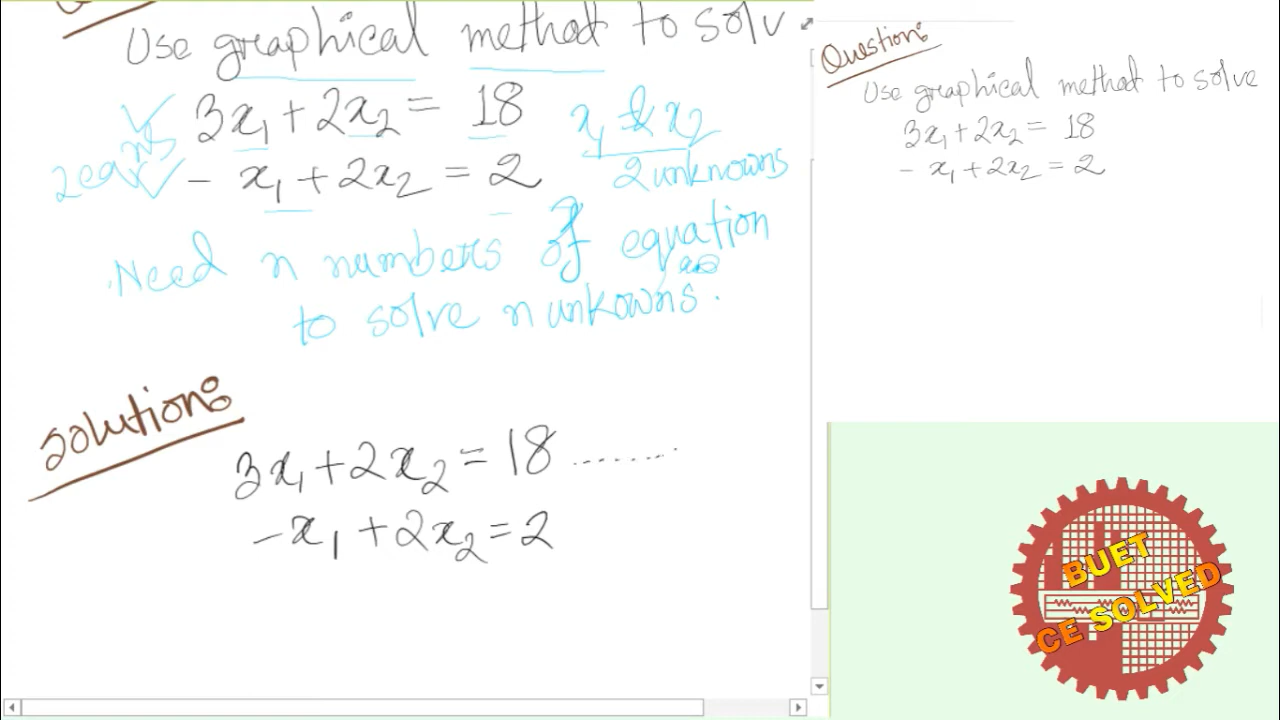 Use graphical method to solv
3x₁ + 2x₂ = 18
x₁ & x₂
2 eqns
- x₁ + 2x₂ = 2
2 unknowns
Need n numbers of equation
to solve n unkowns.
Solution:
3x₁ + 2x₂ = 18 ........
-x₁ + 2x₂ = 2
Question:
Use graphical method to solve
3x₁ + 2x₂ = 18
- x₁ + 2x₂ = 2
BUET
CE SOLVED